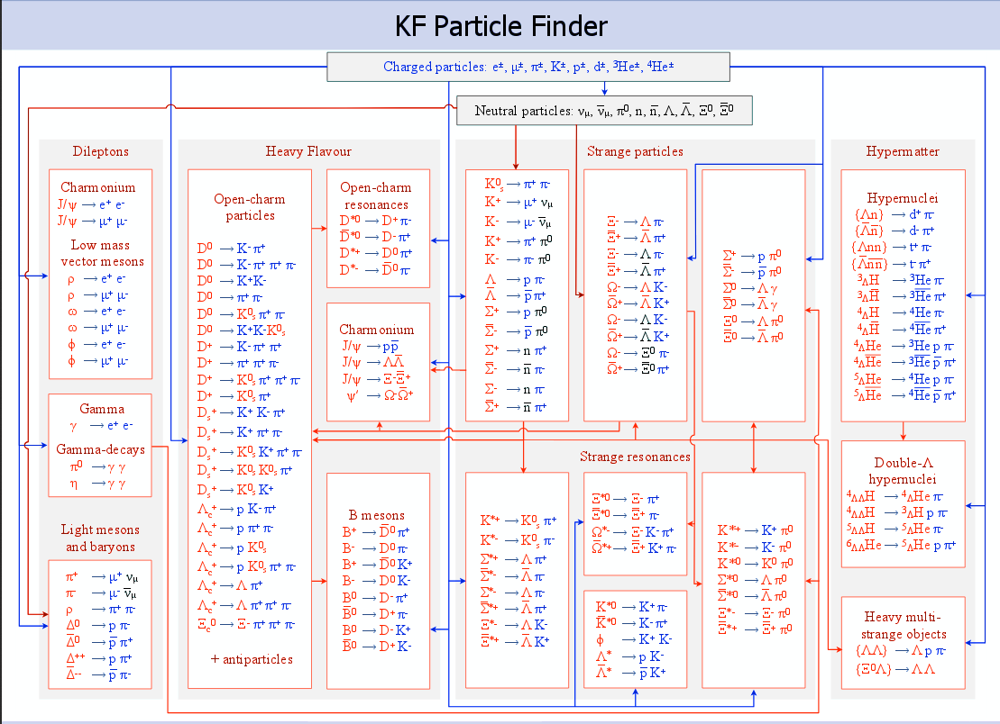 KF Particle Finder
Charged particles: e±, μ±, π±, K±, p±, d±, ³He±, ⁴He±
Neutral particles: νμ, ν̄μ, π⁰, n, n̄, Λ, Λ̄, Ξ⁰, Ξ̄⁰
Dileptons
Charmonium
J/ψ → e⁺ e⁻
J/ψ → μ⁺ μ⁻
Low mass
vector mesons
ρ → e⁺ e⁻
ρ → μ⁺ μ⁻
ω → e⁺ e⁻
ω → μ⁺ μ⁻
ϕ → e⁺ e⁻
ϕ → μ⁺ μ⁻
Gamma
γ → e⁺ e⁻
Gamma-decays
π⁰ → γ γ
η → γ γ
Light mesons
and baryons
π⁺ → μ⁺ νμ
π⁻ → μ⁻ ν̄μ
ρ → π⁺ π⁻
Δ⁰ → p π⁻
Δ̄⁰ → p̄ π⁺
Δ⁺⁺ → p π⁺
Δ̄⁻⁻ → p̄ π⁻
Heavy Flavour
Open-charm
particles
D⁰ → K⁻ π⁺
D⁰ → K⁻ π⁺ π⁺ π⁻
D⁰ → K⁺ K⁻
D⁰ → π⁺ π⁻
D⁰ → K⁰s π⁺ π⁻
D⁰ → K⁺ K⁻ K⁰s
D⁺ → K⁻ π⁺ π⁺
D⁺ → π⁺ π⁺ π⁻
D⁺ → K⁰s π⁺ π⁺ π⁻
D⁺ → K⁰s π⁺
Ds⁺ → K⁺ K⁻ π⁺
Ds⁺ → K⁺ π⁺ π⁻
Ds⁺ → K⁰s K⁺ π⁺ π⁻
Ds⁺ → K⁰s K⁰s π⁺
Ds⁺ → K⁰s K⁺
Λc⁺ → p K⁻ π⁺
Λc⁺ → p π⁺ π⁻
Λc⁺ → p K⁰s
Λc⁺ → p K⁰s π⁺ π⁻
Λc⁺ → Λ π⁺
Λc⁺ → Λ π⁺ π⁺ π⁻
Ξc⁰ → Ξ⁻ π⁺ π⁺ π⁻
+ antiparticles
Open-charm
resonances
D*⁰ → D⁺ π⁻
D̄*⁰ → D⁻ π⁺
D*⁺ → D⁰ π⁺
D*⁻ → D̄⁰ π⁻
Charmonium
J/ψ → p p̄
J/ψ → Λ Λ̄
J/ψ → Ξ⁻ Ξ̄⁺
ψ′ → Ω⁻ Ω̄⁺
B mesons
B⁺ → D̄⁰ π⁺
B⁻ → D⁰ π⁻
B⁺ → D̄⁰ K⁺
B⁻ → D⁰ K⁻
B⁰ → D⁻ π⁺
B̄⁰ → D⁺ π⁻
B⁰ → D⁻ K⁺
B̄⁰ → D⁺ K⁻
Strange particles
K⁰s → π⁺ π⁻
K⁺ → μ⁺ νμ
K⁻ → μ⁻ ν̄μ
K⁺ → π⁺ π⁰
K⁻ → π⁻ π⁰
Λ → p π⁻
Λ̄ → p̄ π⁺
Σ⁺ → p π⁰
Σ̄⁻ → p̄ π⁰
Σ⁺ → n π⁺
Σ̄⁻ → n̄ π⁻
Σ⁻ → n π⁻
Σ̄⁺ → n̄ π⁺
Ξ⁻ → Λ π⁻
Ξ̄⁺ → Λ̄ π⁺
Ξ⁻ → Λ π⁻
Ξ̄⁺ → Λ̄ π⁺
Ω⁻ → Λ K⁻
Ω̄⁺ → Λ̄ K⁺
Ω⁻ → Λ K⁻
Ω̄⁺ → Λ̄ K⁺
Ω⁻ → Ξ⁰ π⁻
Ω̄⁺ → Ξ̄⁰ π⁺
Σ⁺ → p π⁰
Σ̄⁻ → p̄ π⁰
Σ⁰ → Λ γ
Σ̄⁰ → Λ̄ γ
Ξ⁰ → Λ π⁰
Ξ̄⁰ → Λ̄ π⁰
Strange resonances
K*⁺ → K⁰s π⁺
K*⁻ → K⁰s π⁻
Σ*⁺ → Λ π⁺
Σ̄*⁻ → Λ̄ π⁻
Σ*⁻ → Λ π⁻
Σ̄*⁺ → Λ̄ π⁺
Ξ*⁻ → Λ K⁻
Ξ̄*⁺ → Λ̄ K⁺
Ξ*⁰ → Ξ⁻ π⁺
Ξ̄*⁰ → Ξ̄⁺ π⁻
Ω*⁻ → Ξ⁻ K⁻ π⁺
Ω̄*⁺ → Ξ̄⁺ K⁺ π⁻
K*⁰ → K⁺ π⁻
K̄*⁰ → K⁻ π⁺
ϕ → K⁺ K⁻
Λ* → p K⁻
Λ̄* → p̄ K⁺
K*⁺ → K⁺ π⁰
K*⁻ → K⁻ π⁰
K*⁰ → K⁰ π⁰
Σ*⁰ → Λ π⁰
Σ̄*⁰ → Λ̄ π⁰
Ξ*⁻ → Ξ⁻ π⁰
Ξ̄*⁺ → Ξ̄⁺ π⁰
Hypermatter
Hypernuclei
{Λn} → d⁺ π⁻
{Λ̄n̄} → d⁻ π⁺
{Λnn} → t⁺ π⁻
{Λ̄n̄n̄} → t⁻ π⁺
³ΛH → ³He π⁻
³Λ̄H̄ → ³H̅e̅ π⁺
⁴ΛH → ⁴He π⁻
⁴Λ̄H̄ → ⁴H̅e̅ π⁺
⁴ΛHe → ³He p π⁻
⁴Λ̄H̅e̅ → ³H̅e̅ p̄ π⁺
⁵ΛHe → ⁴He p π⁻
⁵Λ̄H̅e̅ → ⁴H̅e̅ p̄ π⁺
Double-Λ
hypernuclei
⁴ΛΛH → ⁴ΛHe π⁻
⁴ΛΛH → ³ΛH p π⁻
⁵ΛΛH → ⁵ΛHe π⁻
⁶ΛΛHe → ⁵ΛHe p π⁺
Heavy multi-
strange objects
{ΛΛ} → Λ p π⁻
{Ξ⁰Λ} → Λ Λ